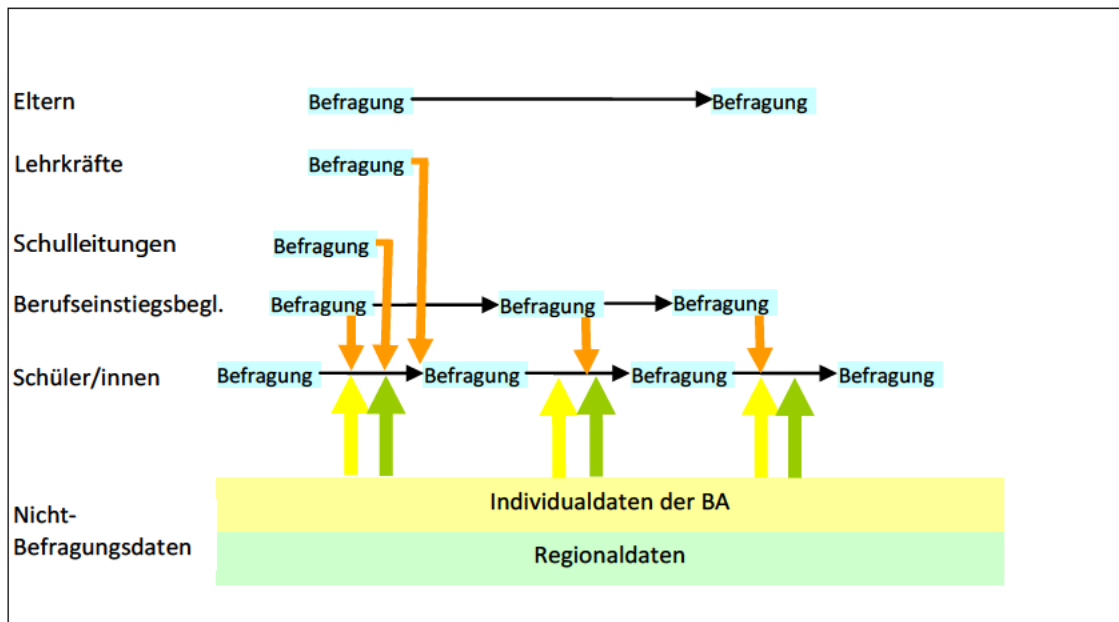 Eltern Befragung Befragung
Lehrkräfte Befragung
Schulleitungen Befragung
Berufseinstiegsbegl. Befragung Befragung Befragung
Schüler/innen Befragung Befragung Befragung Befragung
Individualdaten der BA
Nicht-
Befragungsdaten
Regionaldaten